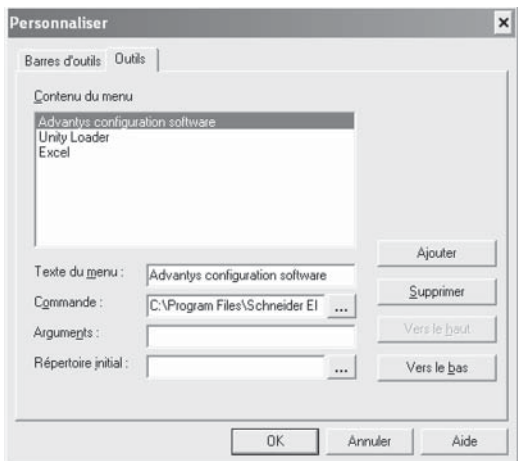 Personnaliser
Barres d'outils Outils
Contenu du menu
Advantys configuration software
Unity Loader
Excel
Ajouter
Texte du menu : Advantys configuration software
Supprimer
Commande : C:\Program Files\Schneider El ...
Arguments :
Vers le haut
Répertoire initial : ...
Vers le bas
OK Annuler Aide